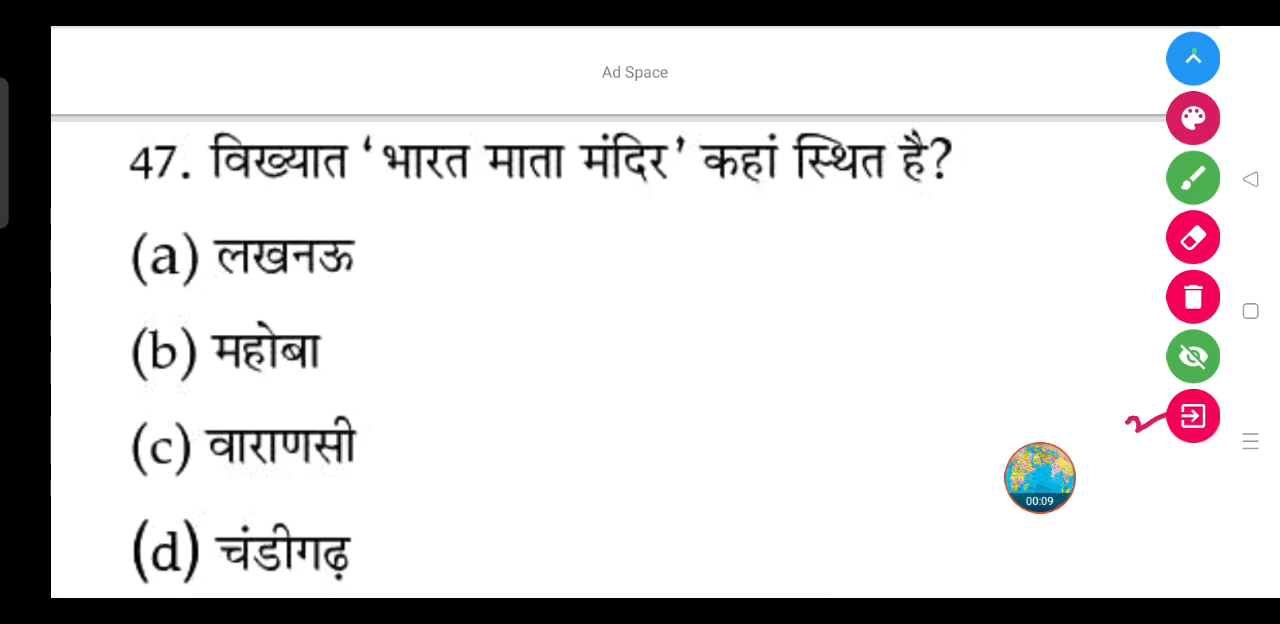 Ad Space
47. विख्यात ‘भारत माता मंदिर’ कहां स्थित है?
(a) लखनऊ
(b) महोबा
(c) वाराणसी
00:09
(d) चंडीगढ़